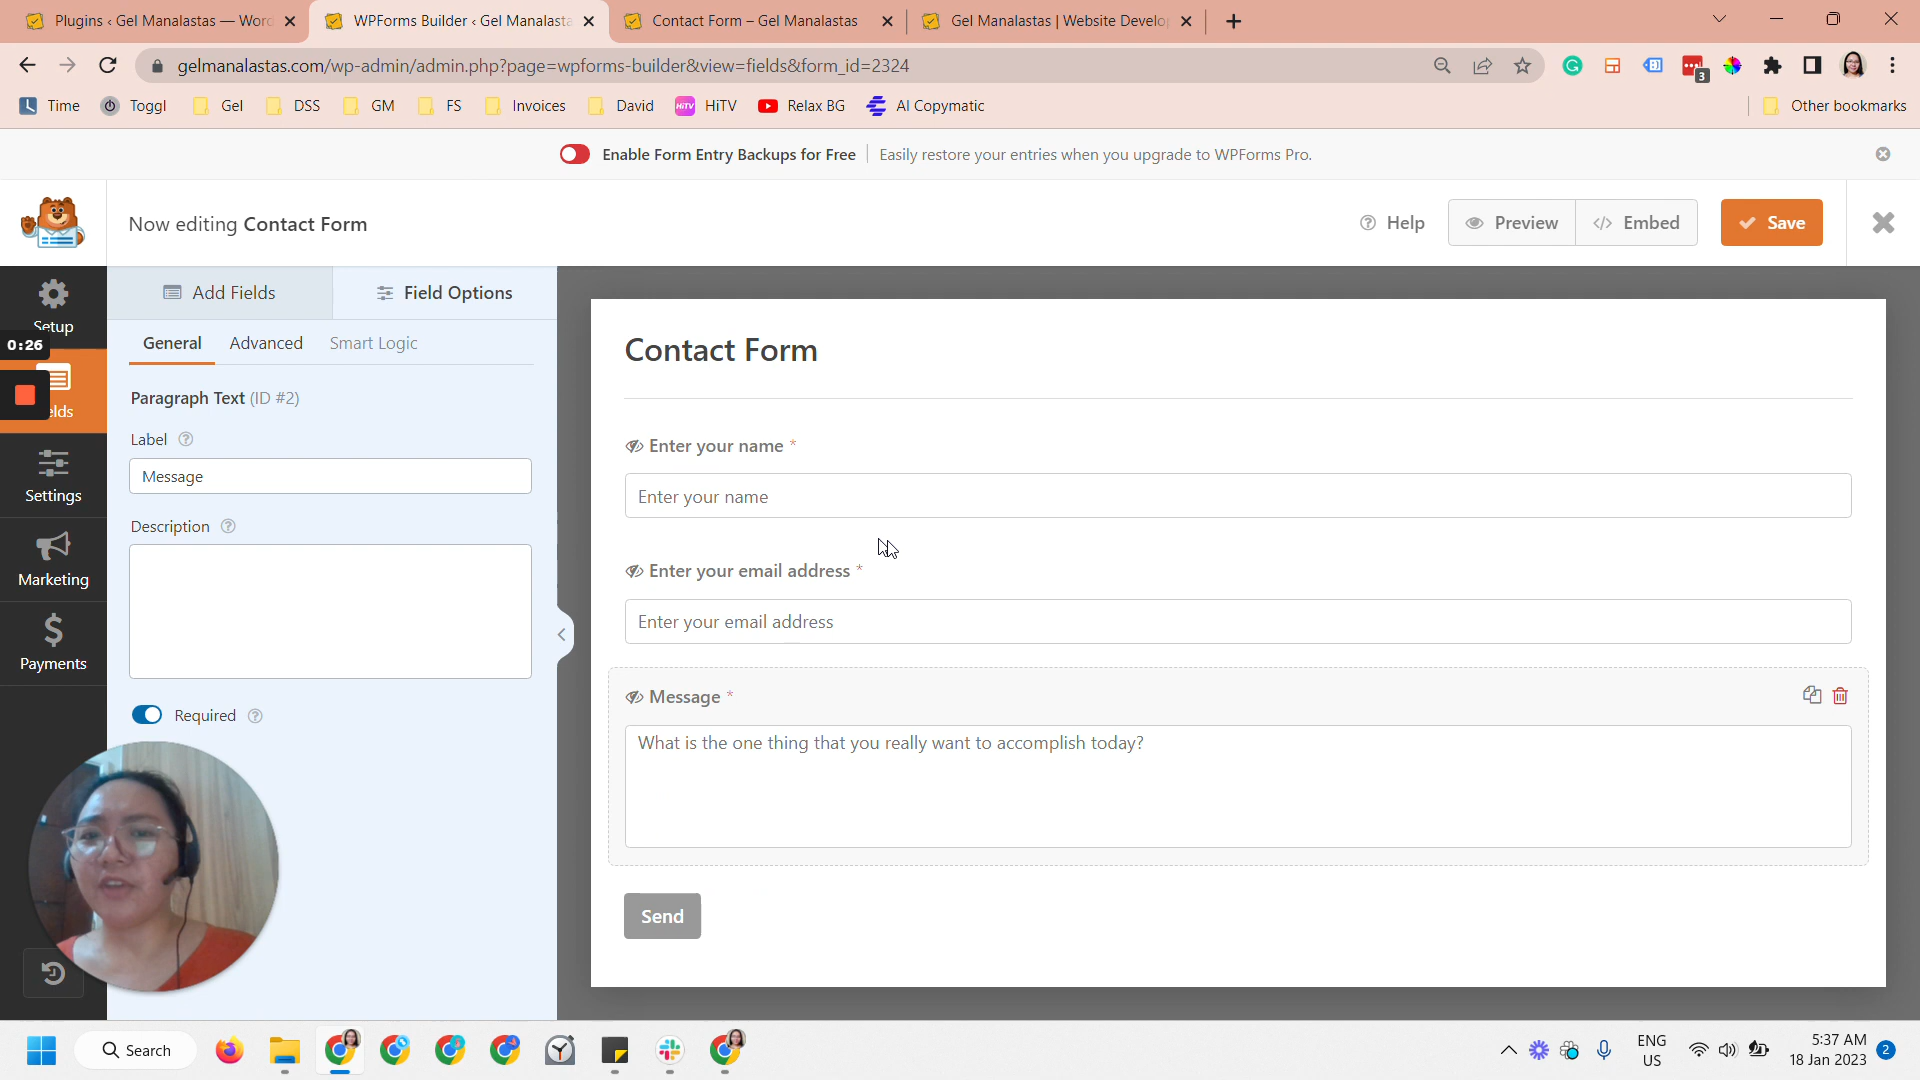 Plugins ‹ Gel Manalastas — Word
WPForms Builder ‹ Gel Manalasta
Contact Form – Gel Manalastas
Gel Manalastas | Website Develo
gelmanalastas.com/wp-admin/admin.php?page=wpforms-builder&view=fields&form_id=2324
3
Time
Toggl
Gel
DSS
GM
FS
Invoices
David
HiTV
HiTV
Relax BG
AI Copymatic
Other bookmarks
Enable Form Entry Backups for Free
Easily restore your entries when you upgrade to WPForms Pro.
Now editing Contact Form
Help
Preview
Embed
Save
Setup
0:26
elds
Settings
Marketing
Payments
Add Fields
Field Options
General
Advanced
Smart Logic
Paragraph Text (ID #2)
Label
Message
Description
Required
Contact Form
Enter your name *
Enter your name
Enter your email address *
Enter your email address
Message *
What is the one thing that you really want to accomplish today?
Send
Search
ENG
US
5:37 AM
18 Jan 2023
2